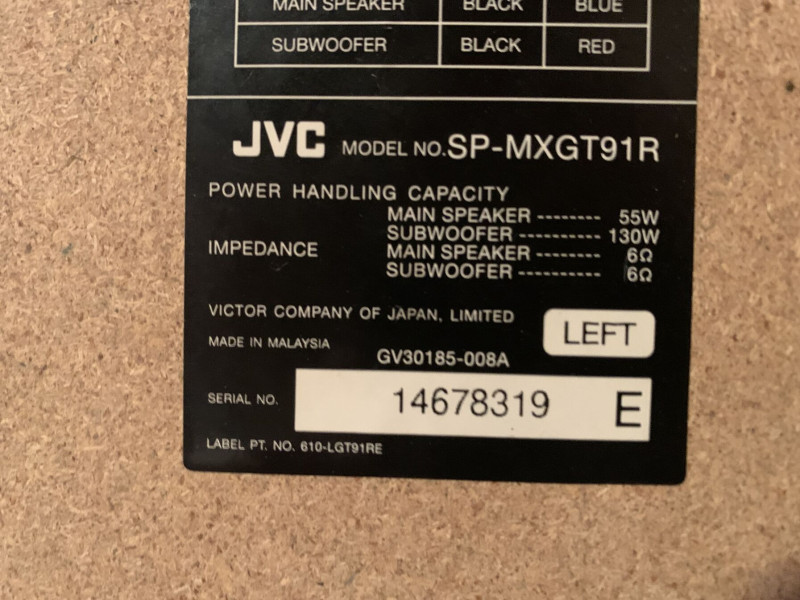 MAIN SPEAKER BLACK BLUE
SUBWOOFER BLACK RED
JVC MODEL NO. SP-MXGT91R
POWER HANDLING CAPACITY
MAIN SPEAKER -------- 55W
SUBWOOFER ---------- 130W
IMPEDANCE MAIN SPEAKER -------- 6Ω
SUBWOOFER ---------- 6Ω
VICTOR COMPANY OF JAPAN, LIMITED
LEFT
MADE IN MALAYSIA
GV30185-008A
SERIAL NO. 14678319 E
LABEL PT. NO. 610-LGT91RE